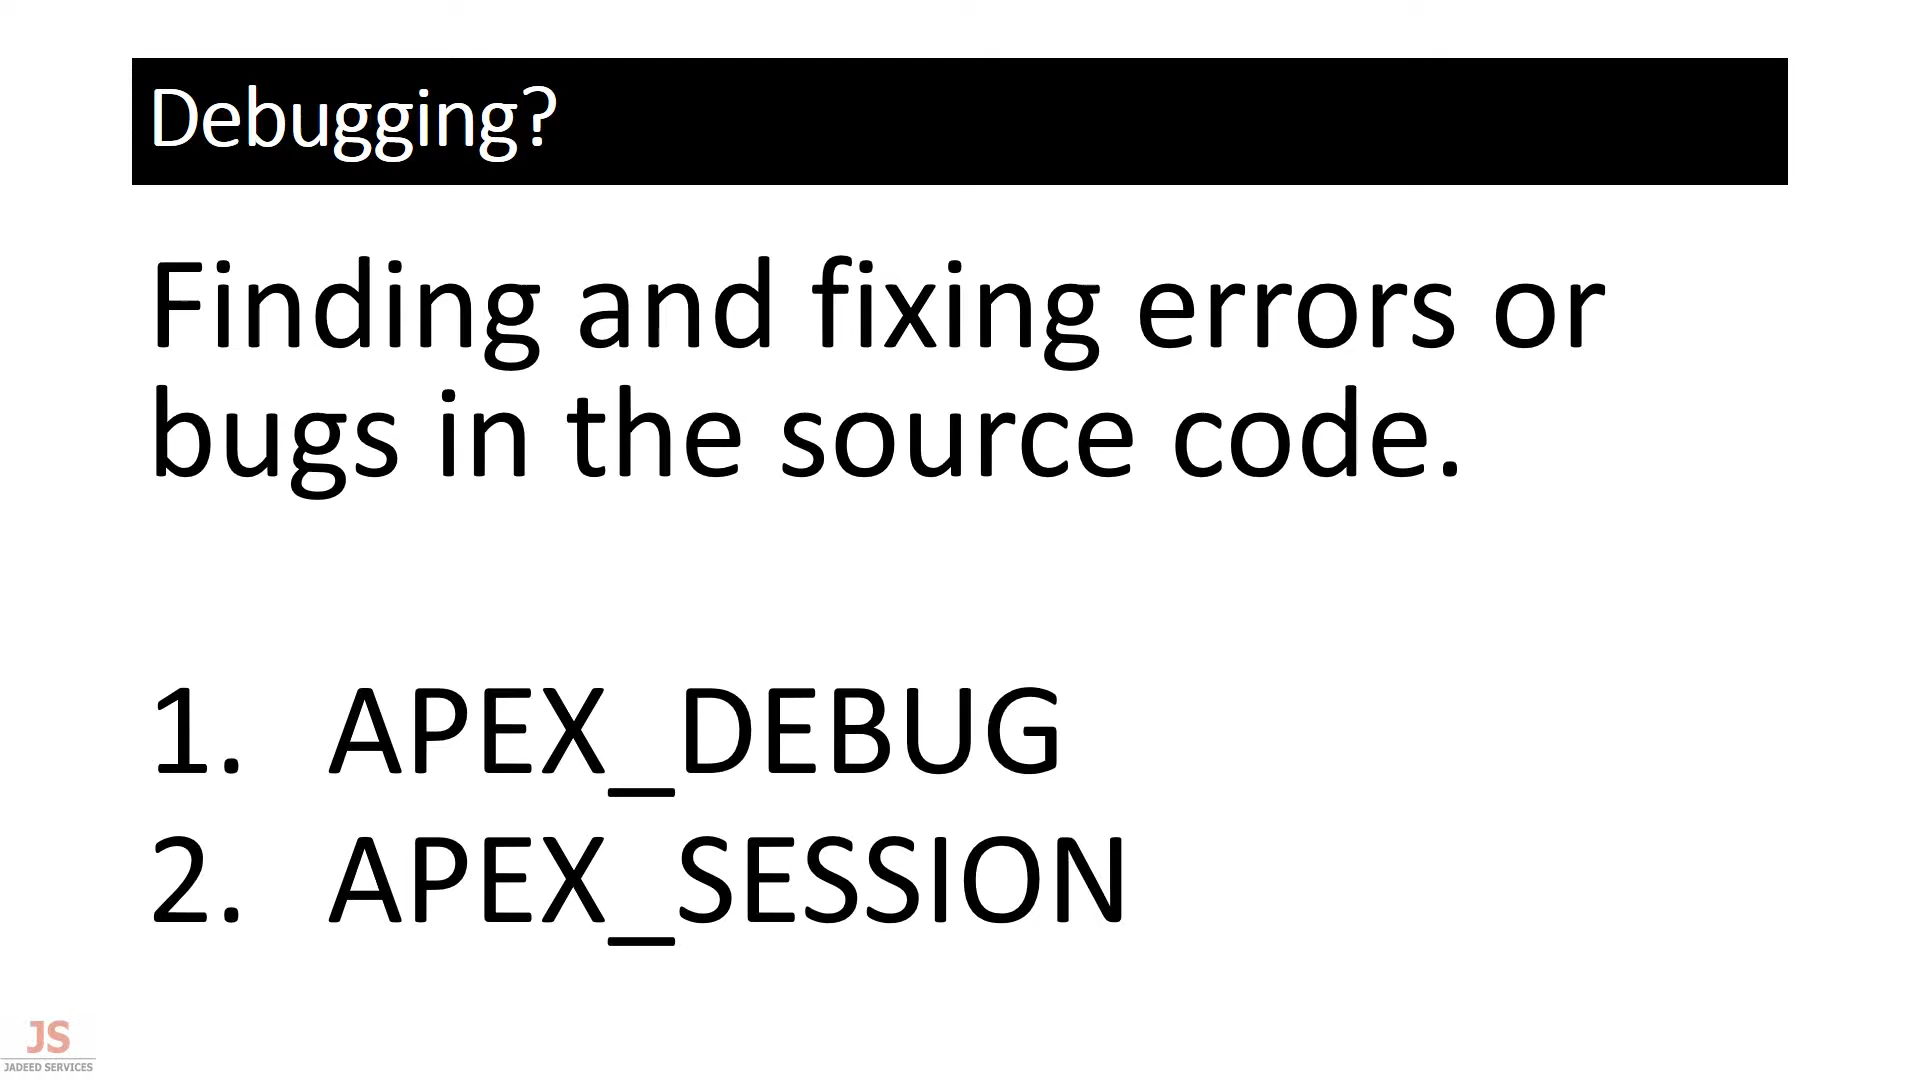 Debugging?
Finding and fixing errors or
bugs in the source code.
1. APEX_DEBUG
2. APEX_SESSION
JS
JADEED SERVICES